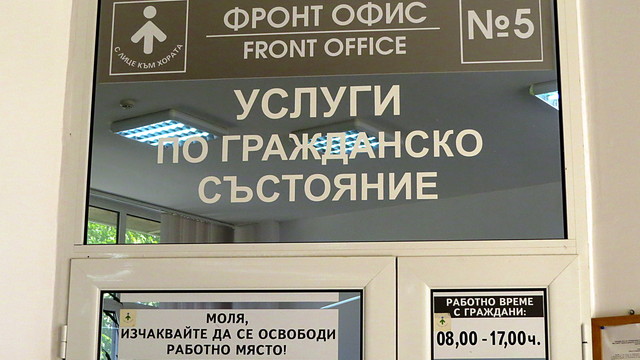 С ЛИЦЕ КЪМ ХОРАТА
ФРОНТ ОФИС
FRONT OFFICE
№5
УСЛУГИ
ПО ГРАЖДАНСКО
СЪСТОЯНИЕ
МОЛЯ,
ИЗЧАКВАЙТЕ ДА СЕ ОСВОБОДИ
РАБОТНО МЯСТО!
РАБОТНО ВРЕМЕ
С ГРАЖДАНИ:
08,00 - 17,00ч.